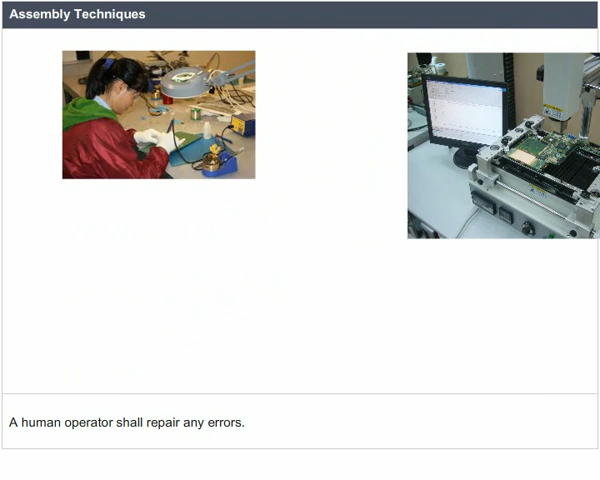 Assembly Techniques
A human operator shall repair any errors.